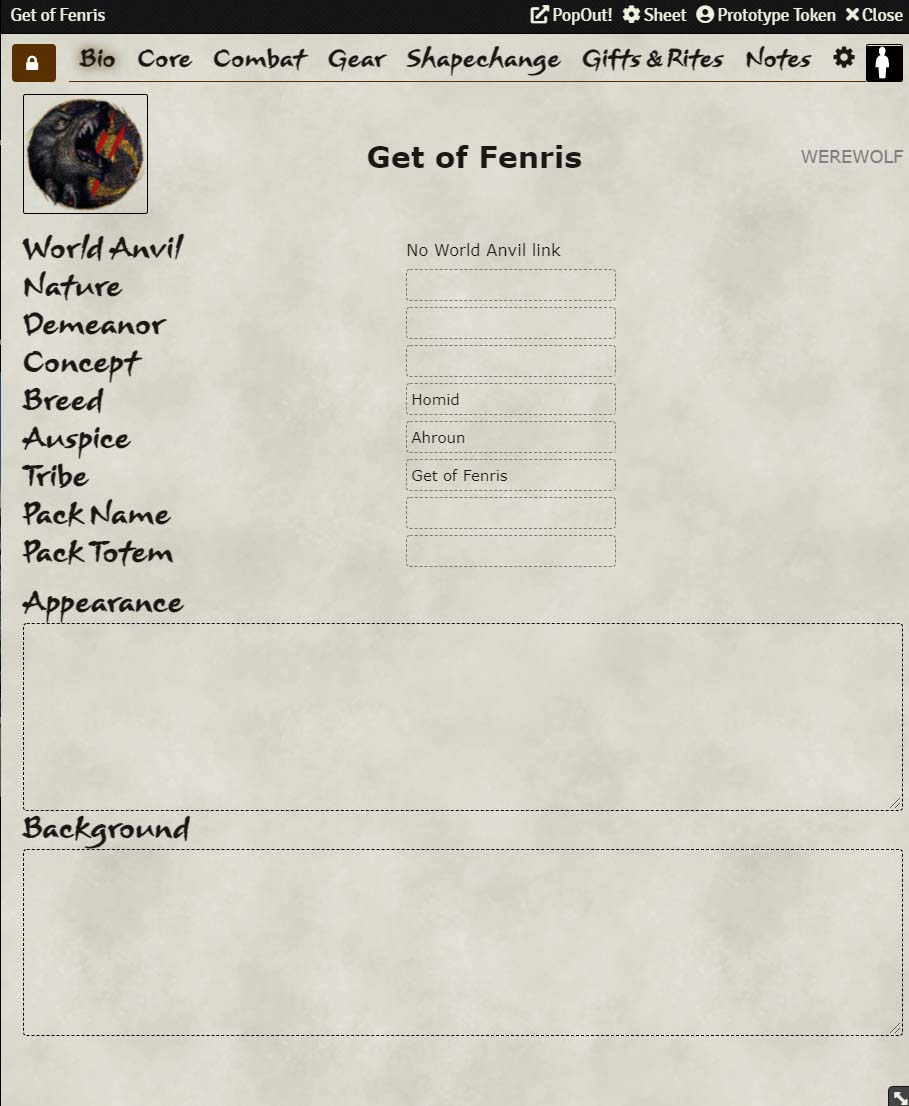 Get of Fenris PopOut! Sheet Prototype Token Close
Bio Core Combat Gear Shapechange Gifts & Rites Notes
Get of Fenris WEREWOLF
World Anvil No World Anvil link
Nature
Demeanor
Concept
Breed Homid
Auspice Ahroun
Tribe Get of Fenris
Pack Name
Pack Totem
Appearance
Background